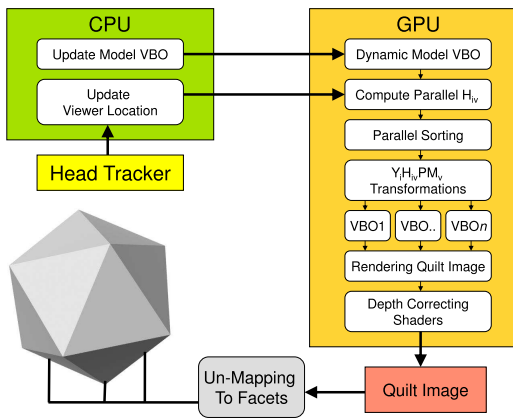 CPU
Update Model VBO
Update
Viewer Location
Head Tracker
GPU
Dynamic Model VBO
Compute Parallel Hiv
Parallel Sorting
YiHivPMv
Transformations
VBO1
VBO..
VBOn
Rendering Quilt Image
Depth Correcting
Shaders
Quilt Image
Un-Mapping
To Facets